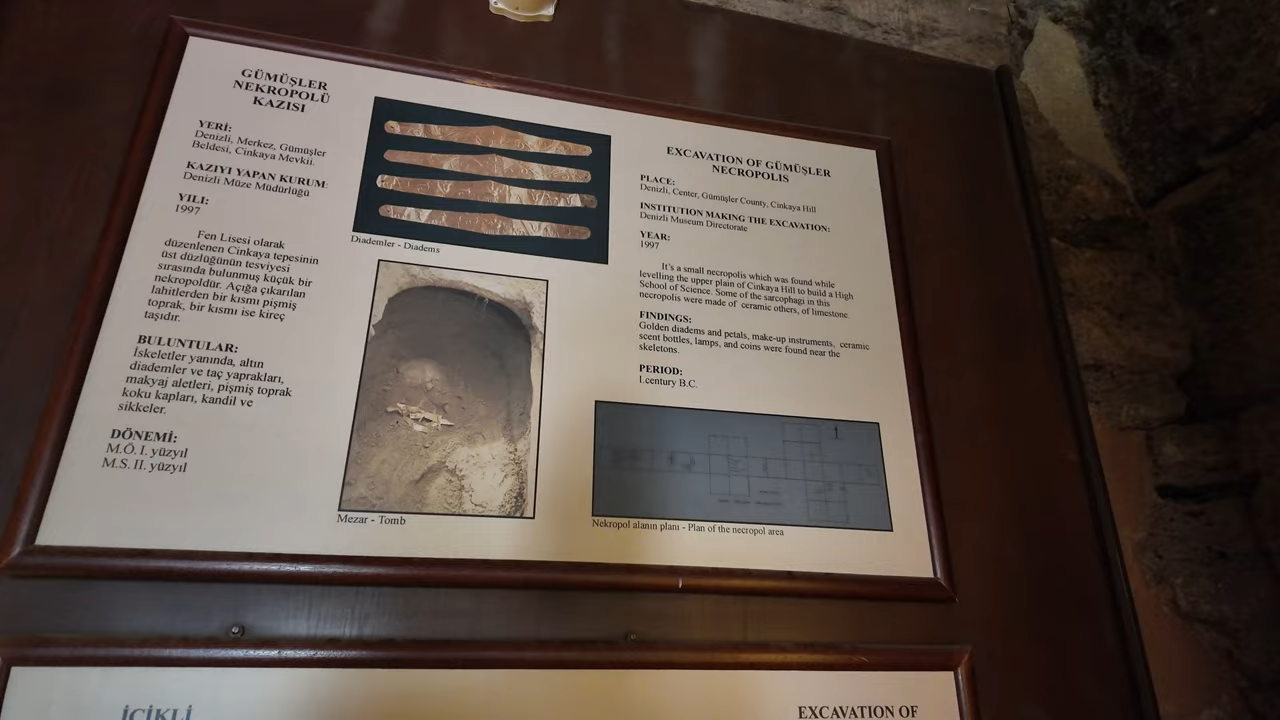 GÜMÜŞLER
NEKROPOLÜ
KAZISI
YERİ:
Denizli, Merkez, Gümüşler
Beldesi, Cinkaya Mevkii.
KAZIYI YAPAN KURUM:
Denizli Müze Müdürlüğü
YILI:
1997
Fen Lisesi olarak
düzenlenen Cinkaya tepesinin
üst düzlüğünün tesviyesi
sırasında bulunmuş küçük bir
nekropoldür. Açığa çıkarılan
lahitlerden bir kısmı pişmiş
toprak, bir kısmı ise kireç
taşıdır.
BULUNTULAR:
İskeletler yanında, altın
diademler ve taç yaprakları,
makyaj aletleri, pişmiş toprak
koku kapları, kandil ve
sikkeler.
DÖNEMİ:
M.Ö. I. yüzyıl
M.S. II. yüzyıl
Diademler - Diadems
Mezar - Tomb
EXCAVATION OF GÜMÜŞLER
NECROPOLIS
PLACE:
Denizli, Center, Gümüşler County, Cinkaya Hill
INSTITUTION MAKING THE EXCAVATION:
Denizli Museum Directorate
YEAR:
1997
It's a small necropolis which was found while
levelling the upper plain of Cinkaya Hill to build a High
School of Science. Some of the sarcophagi in this
necropolis were made of ceramic others, of limestone.
FINDINGS:
Golden diadems and petals, make-up instruments, ceramic
scent bottles, lamps, and coins were found near the
skeletons.
PERIOD:
I.century B.C.
Nekropol alanın planı - Plan of the necropol area
İCİKLİ
EXCAVATION OF